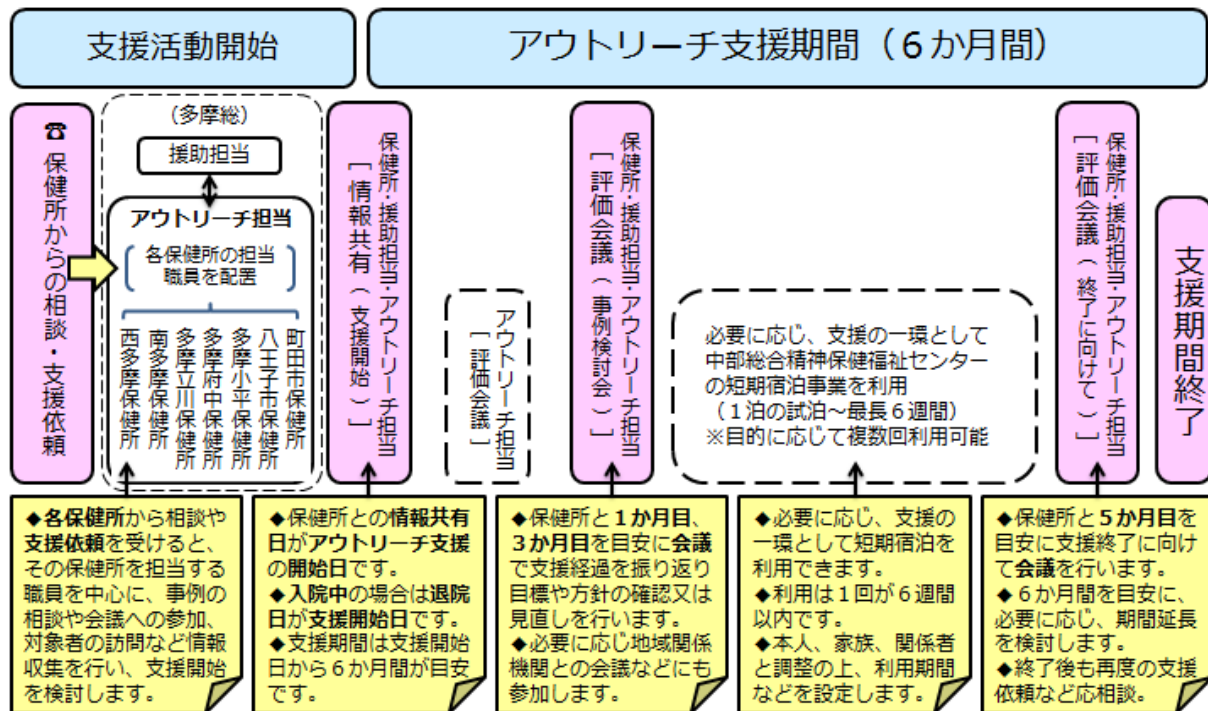 支援活動開始
アウトリーチ支援期間（６か月間）
☎保健所からの相談・支援依頼
（多摩総）
援助担当
アウトリーチ担当
各保健所の担当
職員を配置
西多摩保健所
南多摩保健所
多摩立川保健所
多摩府中保健所
多摩小平保健所
八王子市保健所
町田市保健所
保健所・援助担当・アウトリーチ担当
［情報共有（支援開始）］
アウトリーチ担当
［評価会議］
保健所・援助担当・アウトリーチ担当
［評価会議（事例検討会）］
必要に応じ、支援の一環として
中部総合精神保健福祉センター
の短期宿泊事業を利用
（１泊の試泊～最長６週間）
※目的に応じて複数回利用可能
保健所・援助担当・アウトリーチ担当
［評価会議（終了に向けて）］
支援期間終了
◆各保健所から相談や
支援依頼を受けると、
その保健所を担当する
職員を中心に、事例の
相談や会議への参加、
対象者の訪問など情報
収集を行い、支援開始
を検討します。
◆保健所との情報共有
日がアウトリーチ支援
の開始日です。
◆入院中の場合は退院
日が支援開始日です。
◆支援期間は支援開始
日から６か月間が目安
です。
◆保健所と１か月目、
３か月目を目安に会議
で支援経過を振り返り
目標や方針の確認又は
見直しを行います。
◆必要に応じ地域関係
機関との会議などにも
参加します。
◆必要に応じ、支援の
一環として短期宿泊を
利用できます。
◆利用は１回が６週間
以内です。
◆本人、家族、関係者
と調整の上、利用期間
などを設定します。
◆保健所と５か月目を
目安に支援終了に向け
て会議を行います。
◆６か月間を目安に、
必要に応じ、期間延長
を検討します。
◆終了後も再度の支援
依頼など応相談。